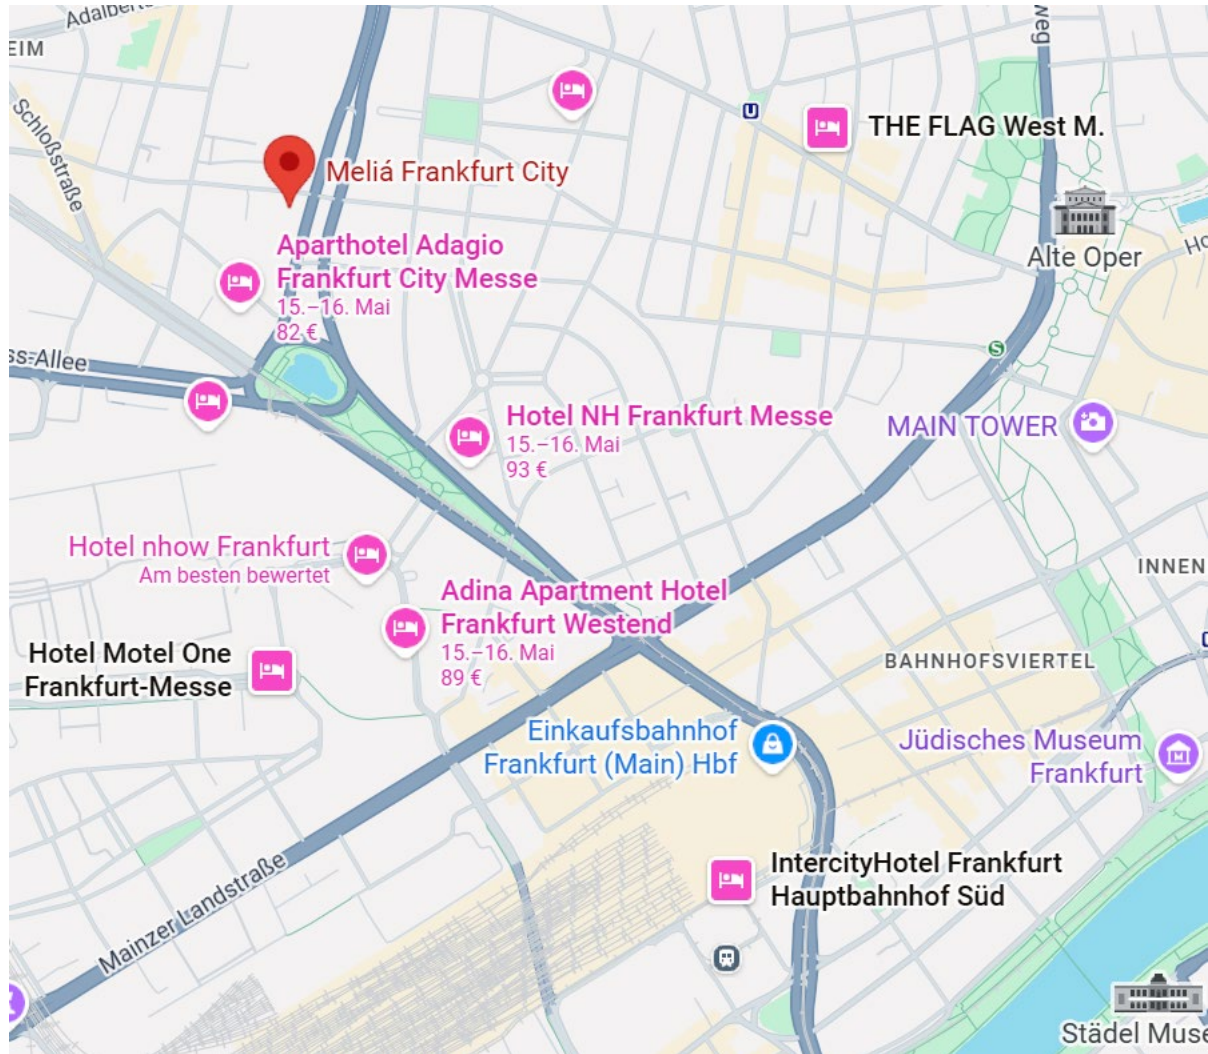 Adalberts
EIM
Schloßstraße
weg
U
THE FLAG West M.
Meliá Frankfurt City
Alte Oper
Aparthotel Adagio
Frankfurt City Messe
15.–16. Mai
82 €
ss-Allee
S
Hotel NH Frankfurt Messe
15.–16. Mai
93 €
MAIN TOWER
Hotel nhow Frankfurt
Am besten bewertet
INNEN
Adina Apartment Hotel
Frankfurt Westend
15.–16. Mai
89 €
Hotel Motel One
Frankfurt-Messe
BAHNHOFSVIERTEL
Einkaufsbahnhof
Frankfurt (Main) Hbf
Jüdisches Museum
Frankfurt
Mainzer Landstraße
IntercityHotel Frankfurt
Hauptbahnhof Süd
Städel Muse